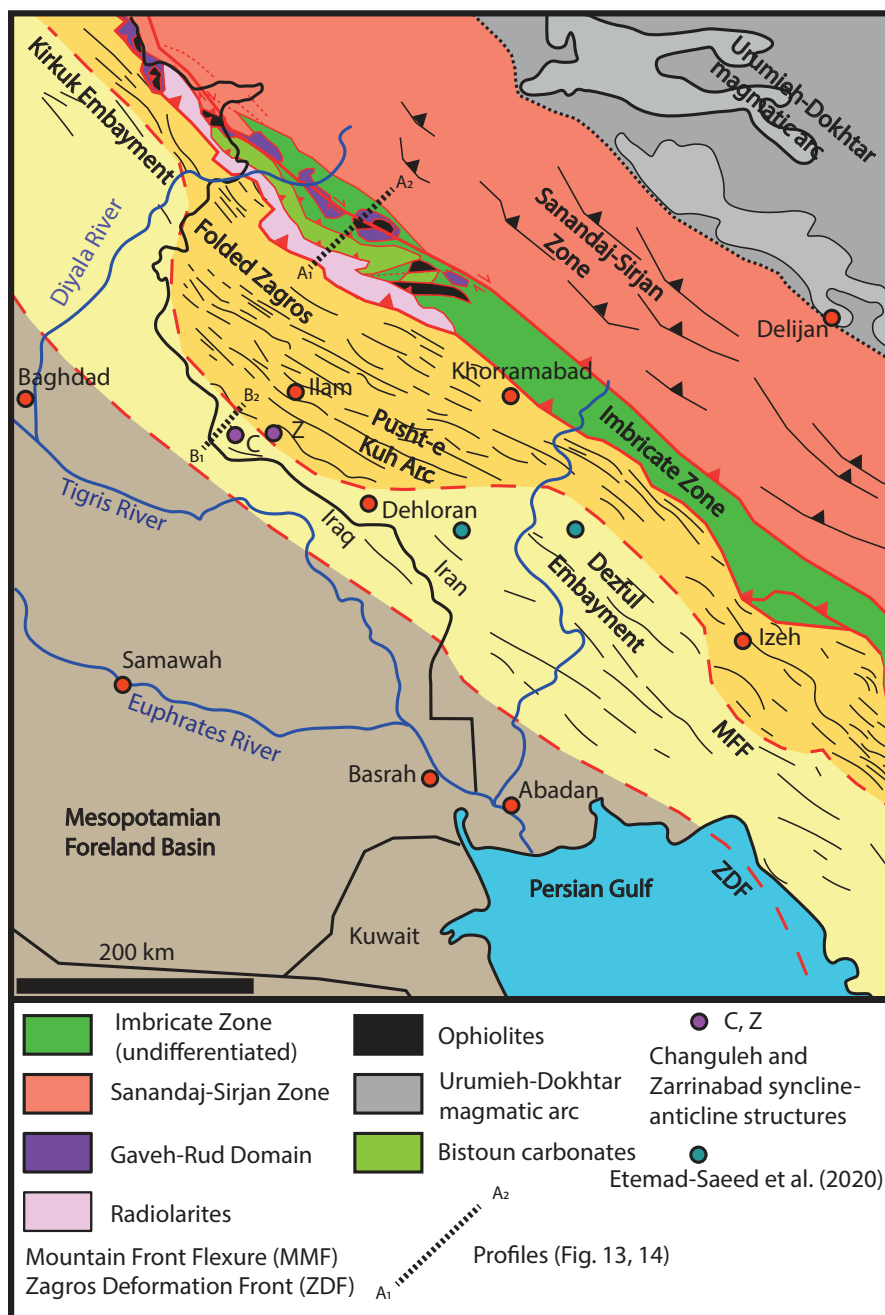 Kirkuk Embayment
Urumieh-Dokhtar
magmatic arc
Diyala River
Folded Zagros
A₂
A₁
Sanandaj-Sirjan
Zone
Delijan
Baghdad
B₂
Ilam
Khorramabad
C
Z
B₁
Pusht-e
Kuh Arc
Imbricate Zone
Tigris River
Dehloran
Iraq
Iran
Dezful
Embayment
Izeh
Samawah
Euphrates River
MFF
Basrah
Abadan
Mesopotamian
Foreland Basin
Persian Gulf
ZDF
Kuwait
200 km
Imbricate Zone
(undifferentiated)
Sanandaj-Sirjan Zone
Gaveh-Rud Domain
Radiolarites
Ophiolites
Urumieh-Dokhtar
magmatic arc
Bistoun carbonates
C, Z
Changuleh and
Zarrinabad syncline-
anticline structures
Etemad-Saeed et al. (2020)
Mountain Front Flexure (MMF)
Zagros Deformation Front (ZDF)
A₂
A₁
Profiles (Fig. 13, 14)